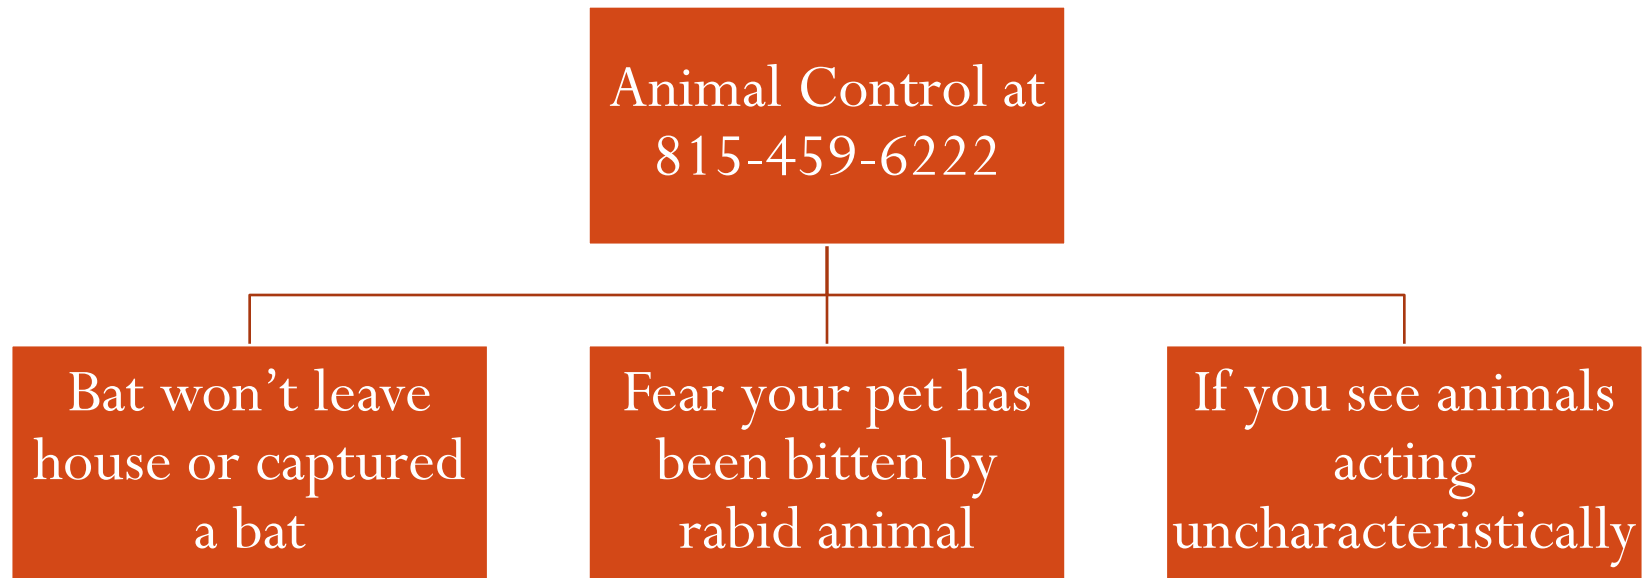 Animal Control at
815-459-6222
Bat won’t leave
house or captured
a bat
Fear your pet has
been bitten by
rabid animal
If you see animals
acting
uncharacteristically